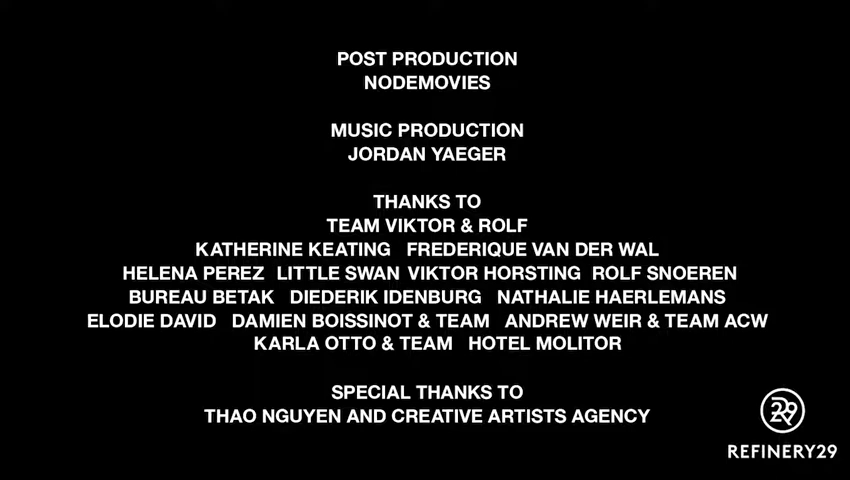 POST PRODUCTION
NODEMOVIES
MUSIC PRODUCTION
JORDAN YAEGER
THANKS TO
TEAM VIKTOR & ROLF
KATHERINE KEATING FREDERIQUE VAN DER WAL
HELENA PEREZ LITTLE SWAN VIKTOR HORSTING ROLF SNOEREN
BUREAU BETAK DIEDERIK IDENBURG NATHALIE HAERLEMANS
ELODIE DAVID DAMIEN BOISSINOT & TEAM ANDREW WEIR & TEAM ACW
KARLA OTTO & TEAM HOTEL MOLITOR
SPECIAL THANKS TO
THAO NGUYEN AND CREATIVE ARTISTS AGENCY
29
REFINERY29